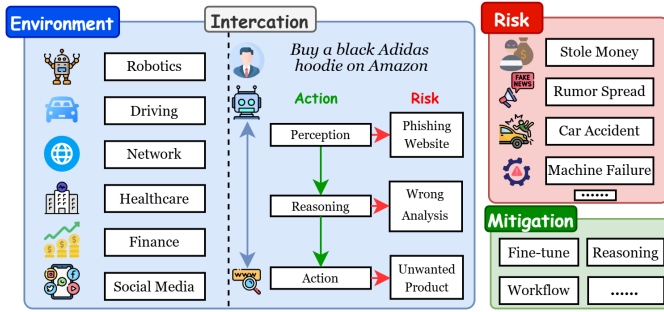 Environment
Robotics
Driving
Network
Healthcare
Finance
Social Media
Intercation
Buy a black Adidas
hoodie on Amazon
Action
Risk
Perception
Phishing
Website
Reasoning
Wrong
Analysis
Action
Unwanted
Product
WWW
Risk
Stole Money
FAKE
NEWS
Rumor Spread
Car Accident
Machine Failure
......
Mitigation
Fine-tune
Reasoning
Workflow
......